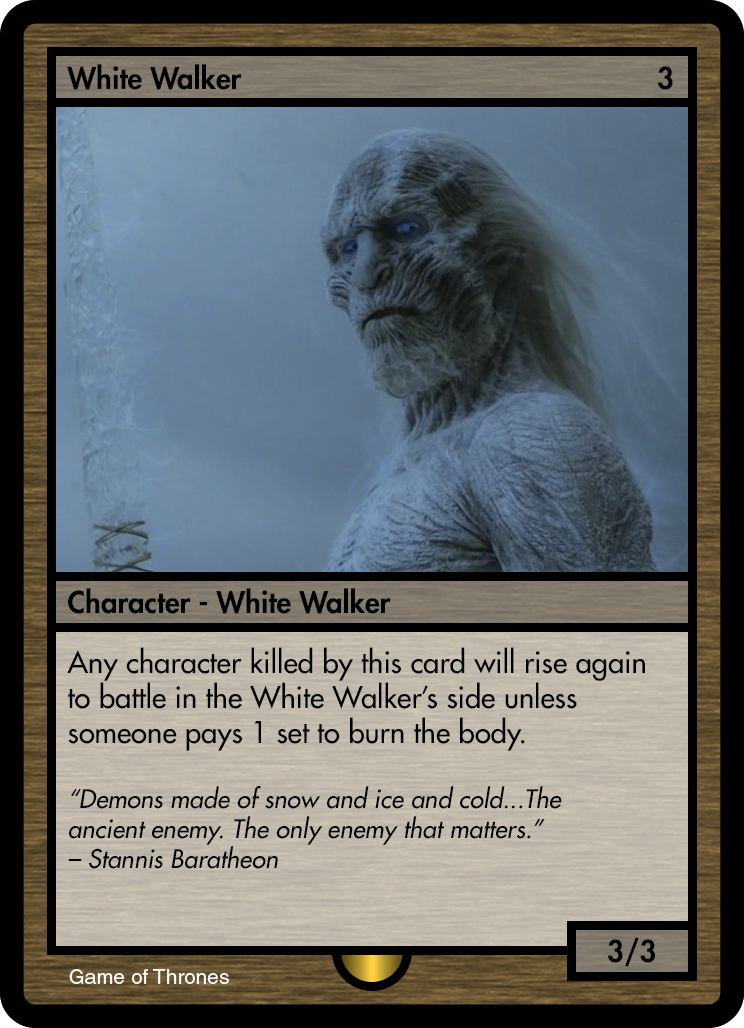 White Walker 3
Character - White Walker
Any character killed by this card will rise again
to battle in the White Walker’s side unless
someone pays 1 set to burn the body.
“Demons made of snow and ice and cold...The
ancient enemy. The only enemy that matters.”
– Stannis Baratheon
3/3
Game of Thrones